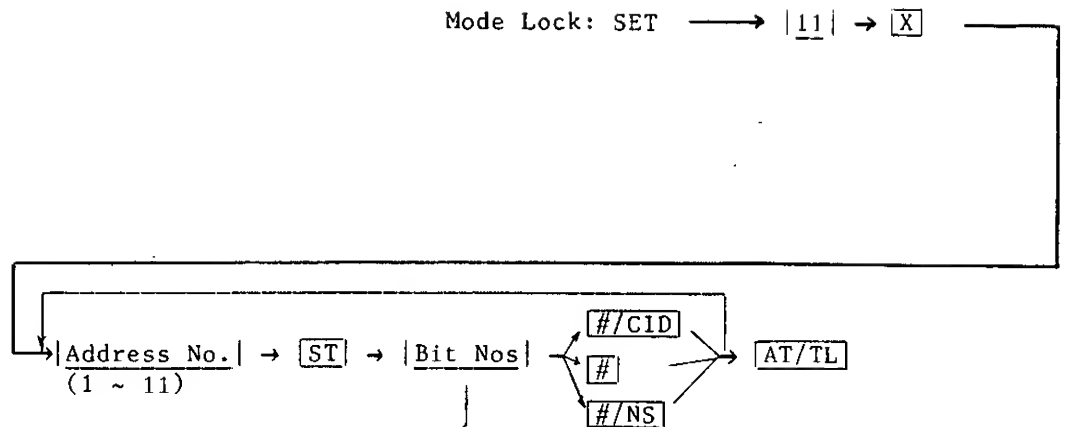 Mode Lock: SET → |11| → X
#/CID
|Address No.| → ST → |Bit Nos| → # → AT/TL
(1 ~ 11)
#/NS